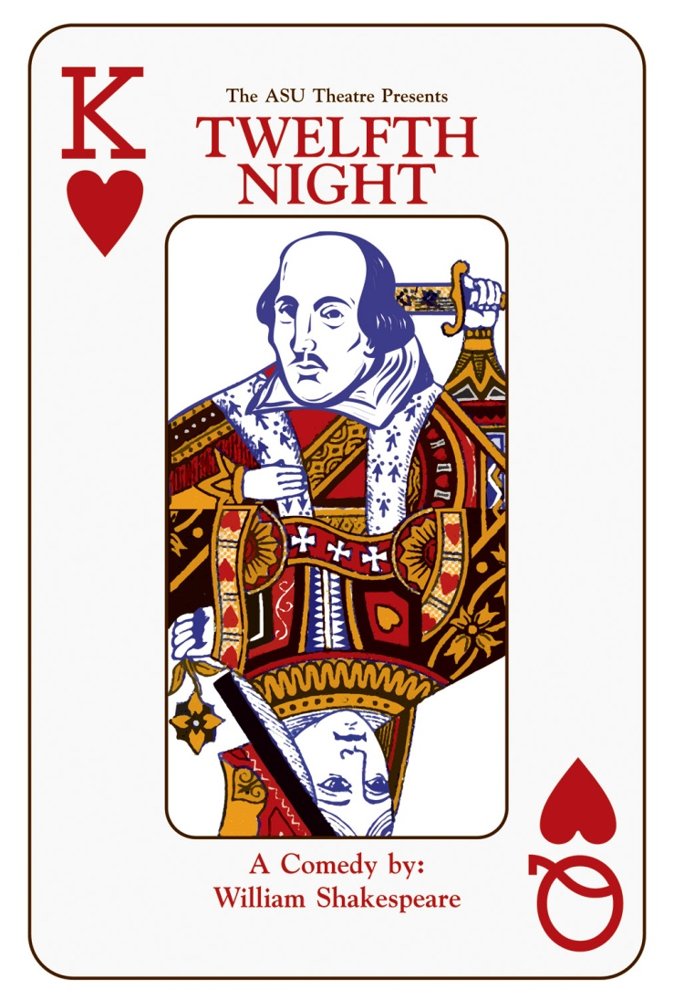 K
The ASU Theatre Presents
TWELFTH
NIGHT
A Comedy by:
William Shakespeare
Q